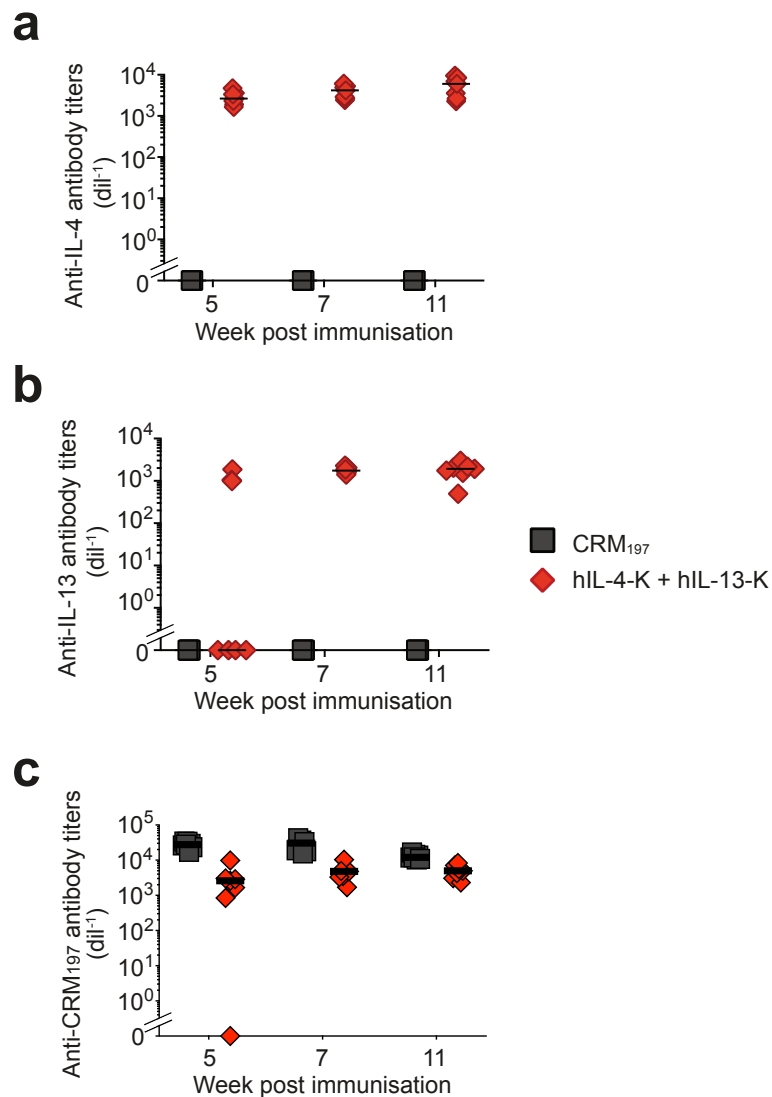 a
Anti-IL-4 antibody titers
(dil⁻¹)
10⁴
10³
10²
10¹
10⁰
0
5 7 11
Week post immunisation
b
Anti-IL-13 antibody titers
(dil⁻¹)
10⁴
10³
10²
10¹
10⁰
0
5 7 11
Week post immunisation
CRM₁₉₇
hIL-4-K + hIL-13-K
c
Anti-CRM₁₉₇ antibody titers
(dil⁻¹)
10⁵
10⁴
10³
10²
10¹
10⁰
0
5 7 11
Week post immunisation